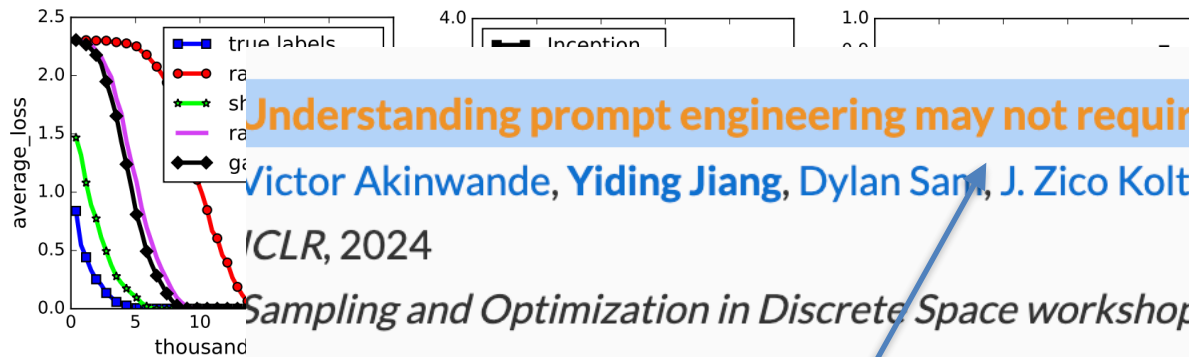 2.5
2.0
1.5
1.0
0.5
0.0
average_loss
0
5
10
thousand
true labels
4.0
Inception
1.0
Understanding prompt engineering may not requir
Victor Akinwande, Yiding Jiang, Dylan Sam, J. Zico Kolt
ICLR, 2024
Sampling and Optimization in Discrete Space workshop